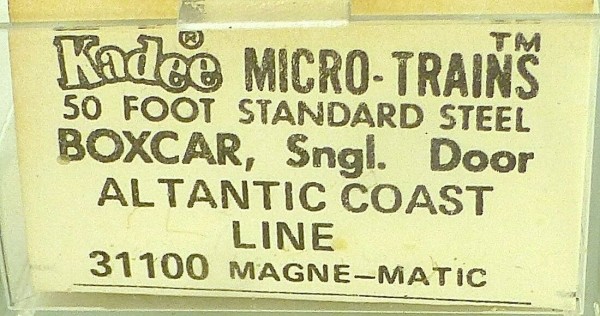 Kadee® MICRO-TRAINS™
50 FOOT STANDARD STEEL
BOXCAR, Sngl. Door
ALTANTIC COAST
LINE
31100 MAGNE-MATIC